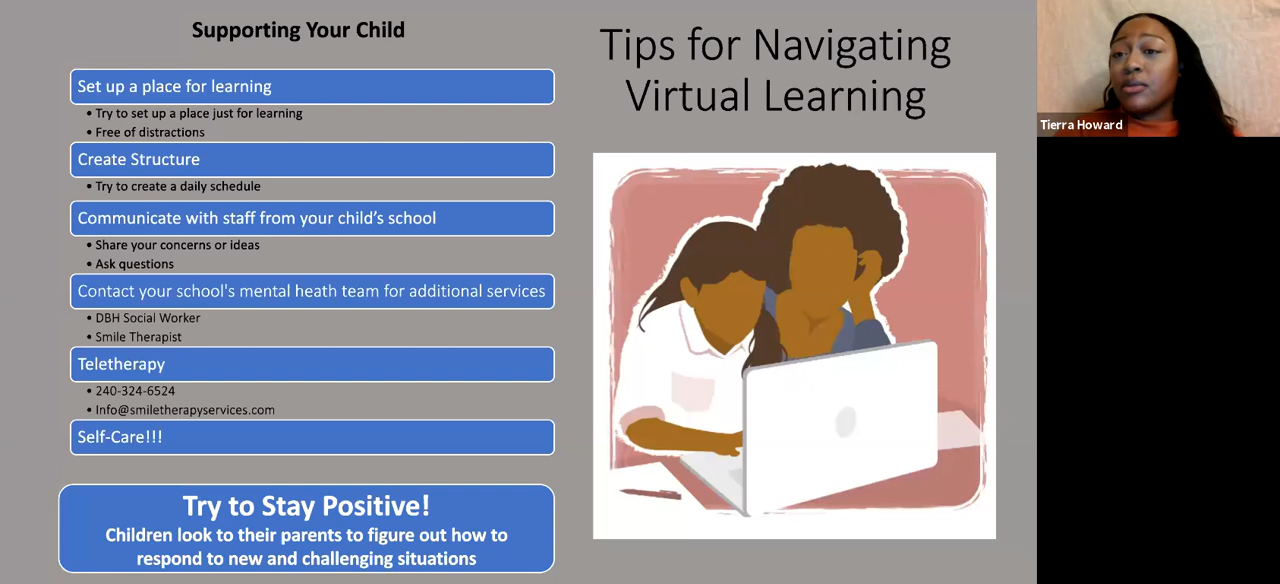 Supporting Your Child
Set up a place for learning
• Try to set up a place just for learning
• Free of distractions
Create Structure
• Try to create a daily schedule
Communicate with staff from your child's school
• Share your concerns or ideas
• Ask questions
Contact your school's mental heath team for additional services
• DBH Social Worker
• Smile Therapist
Teletherapy
• 240-324-6524
• Info@smiletherapyservices.com
Self-Care!!!
Try to Stay Positive!
Children look to their parents to figure out how to
respond to new and challenging situations
Tips for Navigating
Virtual Learning
Tierra Howard